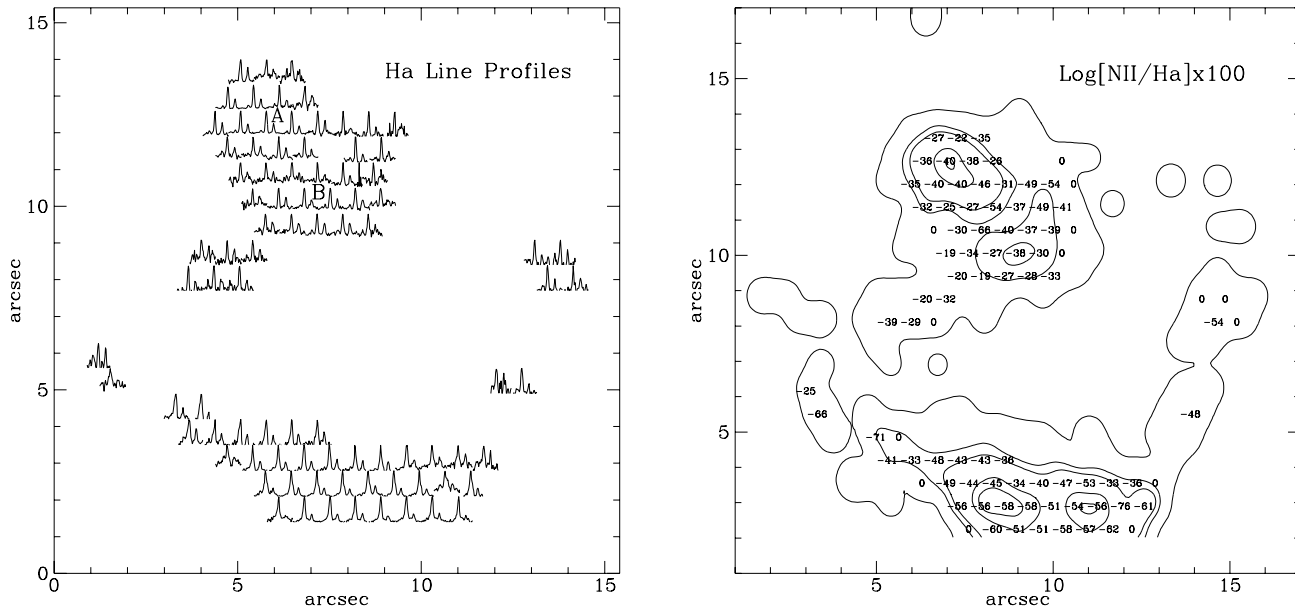 Ha Line Profiles
A
B
15
10
5
0
arcsec
0
5
10
15
arcsec
Log[NII/Ha]x100
15
10
5
arcsec
-27 -22 -35
-36 -40 -38 -26 0
-35 -40 -40 -46 -31 -49 -54 0
-32 -25 -27 -54 -37 -49 -41
0 -30 -66 -40 -37 -39 0
-19 -34 -27 -38 -30 0
-20 -19 -27 -28 -33
-20 -32
0 0
-39 -29 0
-54 0
-25
-66
-48
-71 0
-41 -33 -48 -43 -43 -36
0 -49 -44 -45 -34 -40 -47 -53 -33 -36 0
-56 -56 -58 -58 -51 -54 -56 -76 -61
0 -60 -51 -51 -58 -57 -62 0
5
10
15
arcsec